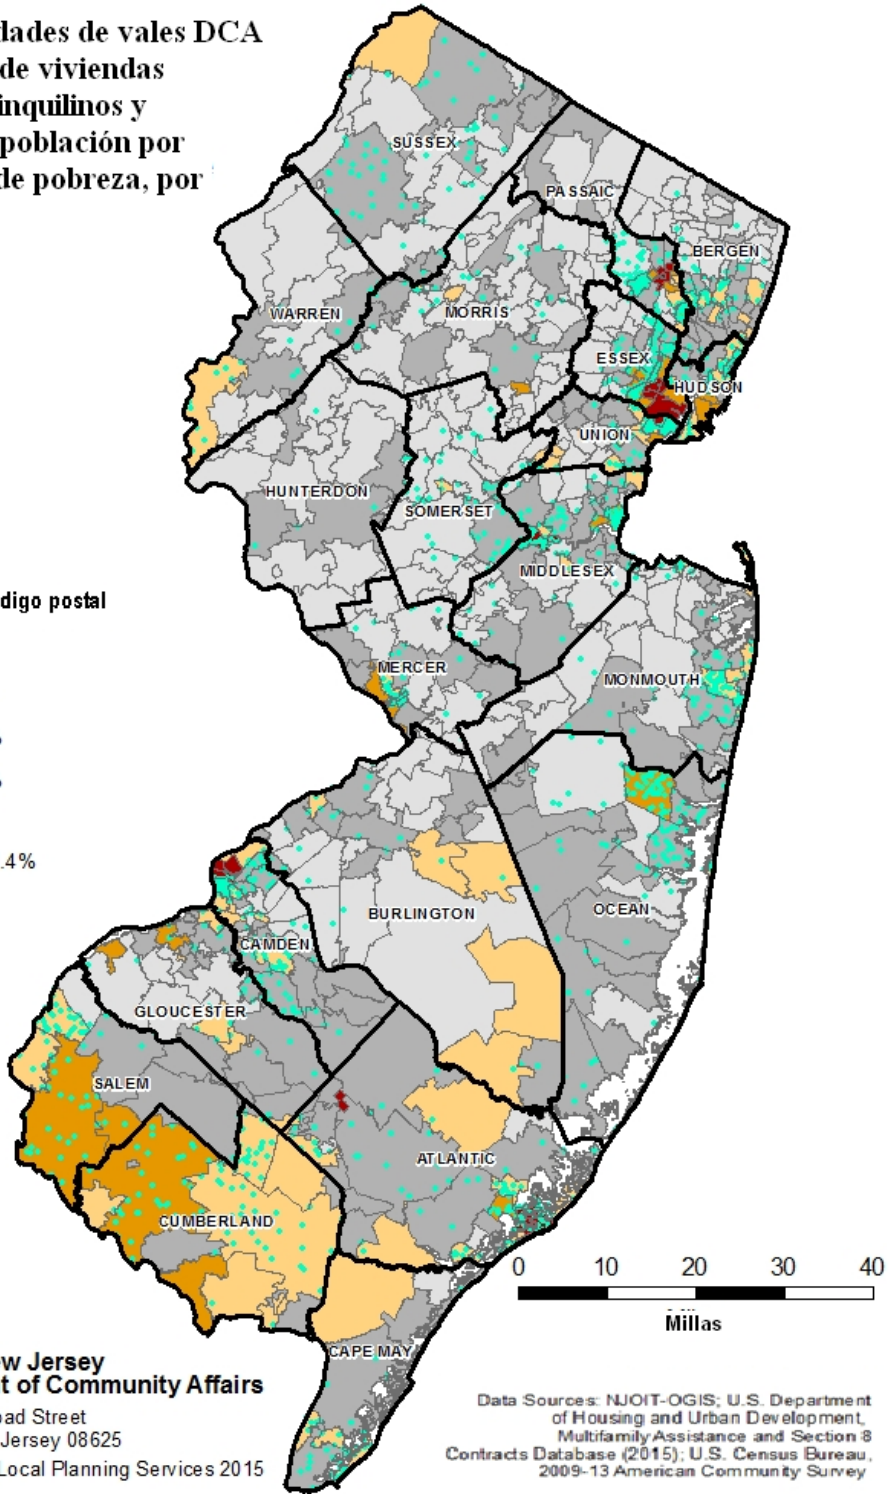 dades de vales DCA
de viviendas
inquilinos y
población por
de pobreza, por
SUSSEX
PASSAIC
BERGEN
WARREN
MORRIS
ESSEX
HUDSON
UNION
HUNTERDON
SOMERSET
MIDDLESEX
digo postal
MERCER
MONMOUTH
.4%
BURLINGTON
OCEAN
CAMDEN
GLOUCESTER
SALEM
ATLANTIC
CUMBERLAND
0 10 20 30 40
Millas
CAPE MAY
w Jersey
t of Community Affairs
oad Street
Jersey 08625
Local Planning Services 2015
Data Sources: NJOIT-OGIS; U.S. Department
of Housing and Urban Development,
Multifamily Assistance and Section 8
Contracts Database (2015); U.S. Census Bureau,
2009-13 American Community Survey